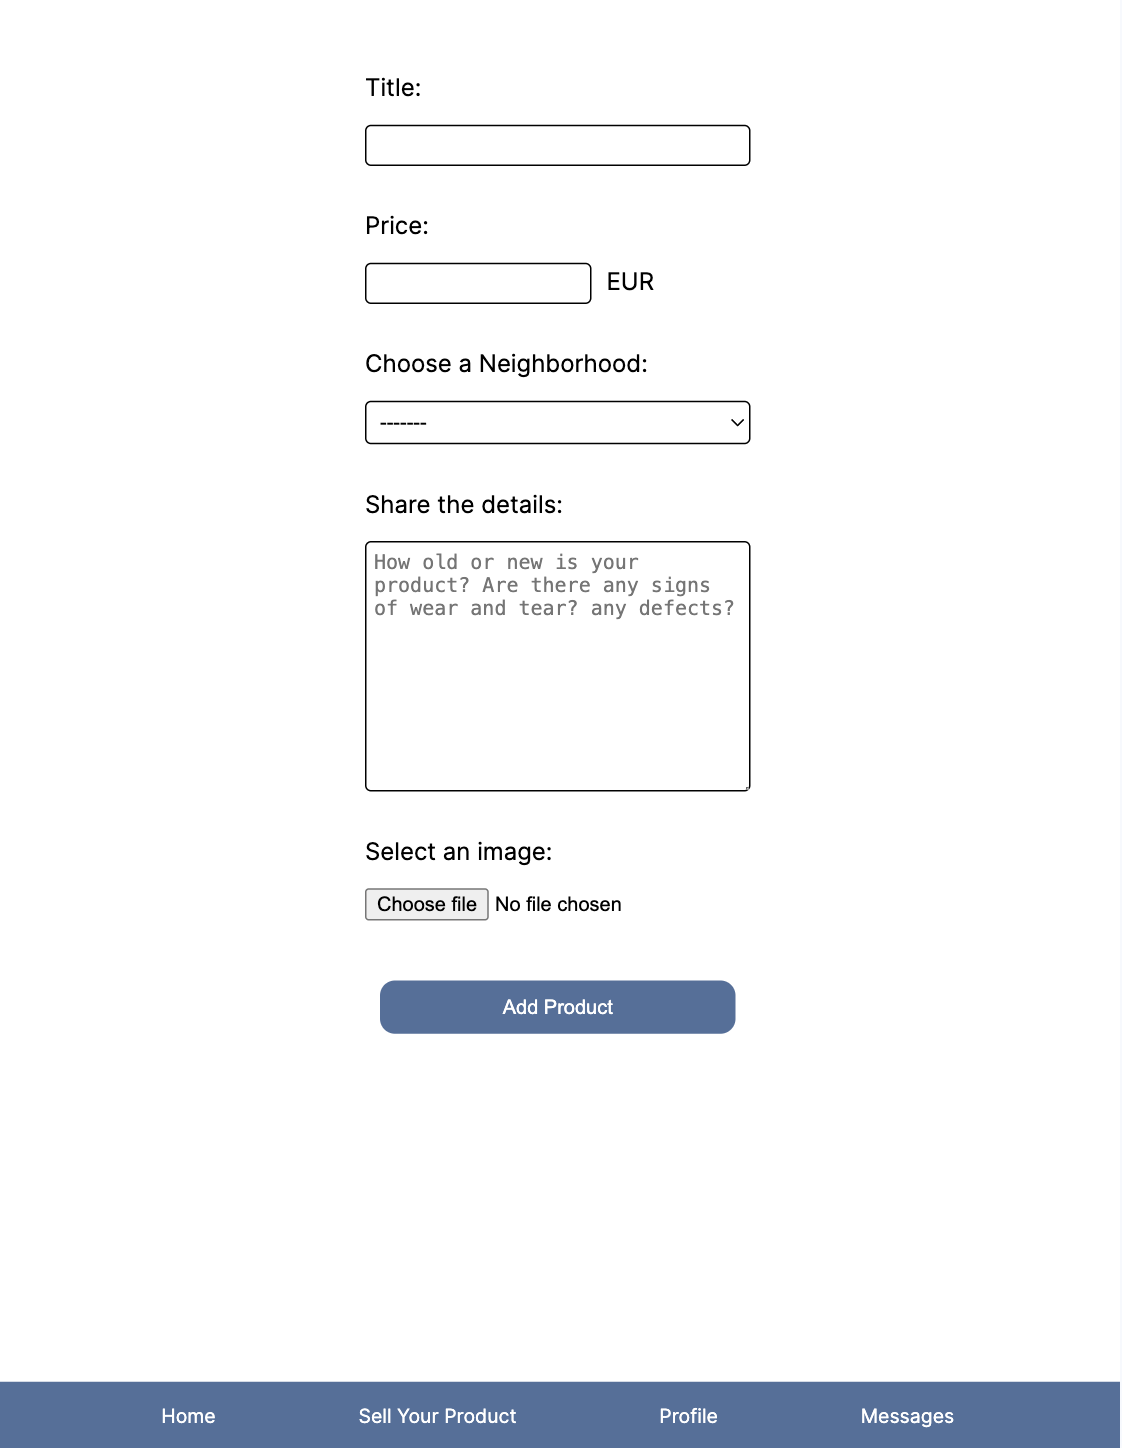 Title:
Price:
EUR
Choose a Neighborhood:
-------
Share the details:
How old or new is your
product? Are there any signs
of wear and tear? any defects?
Select an image:
Choose file No file chosen
Add Product
Home Sell Your Product Profile Messages